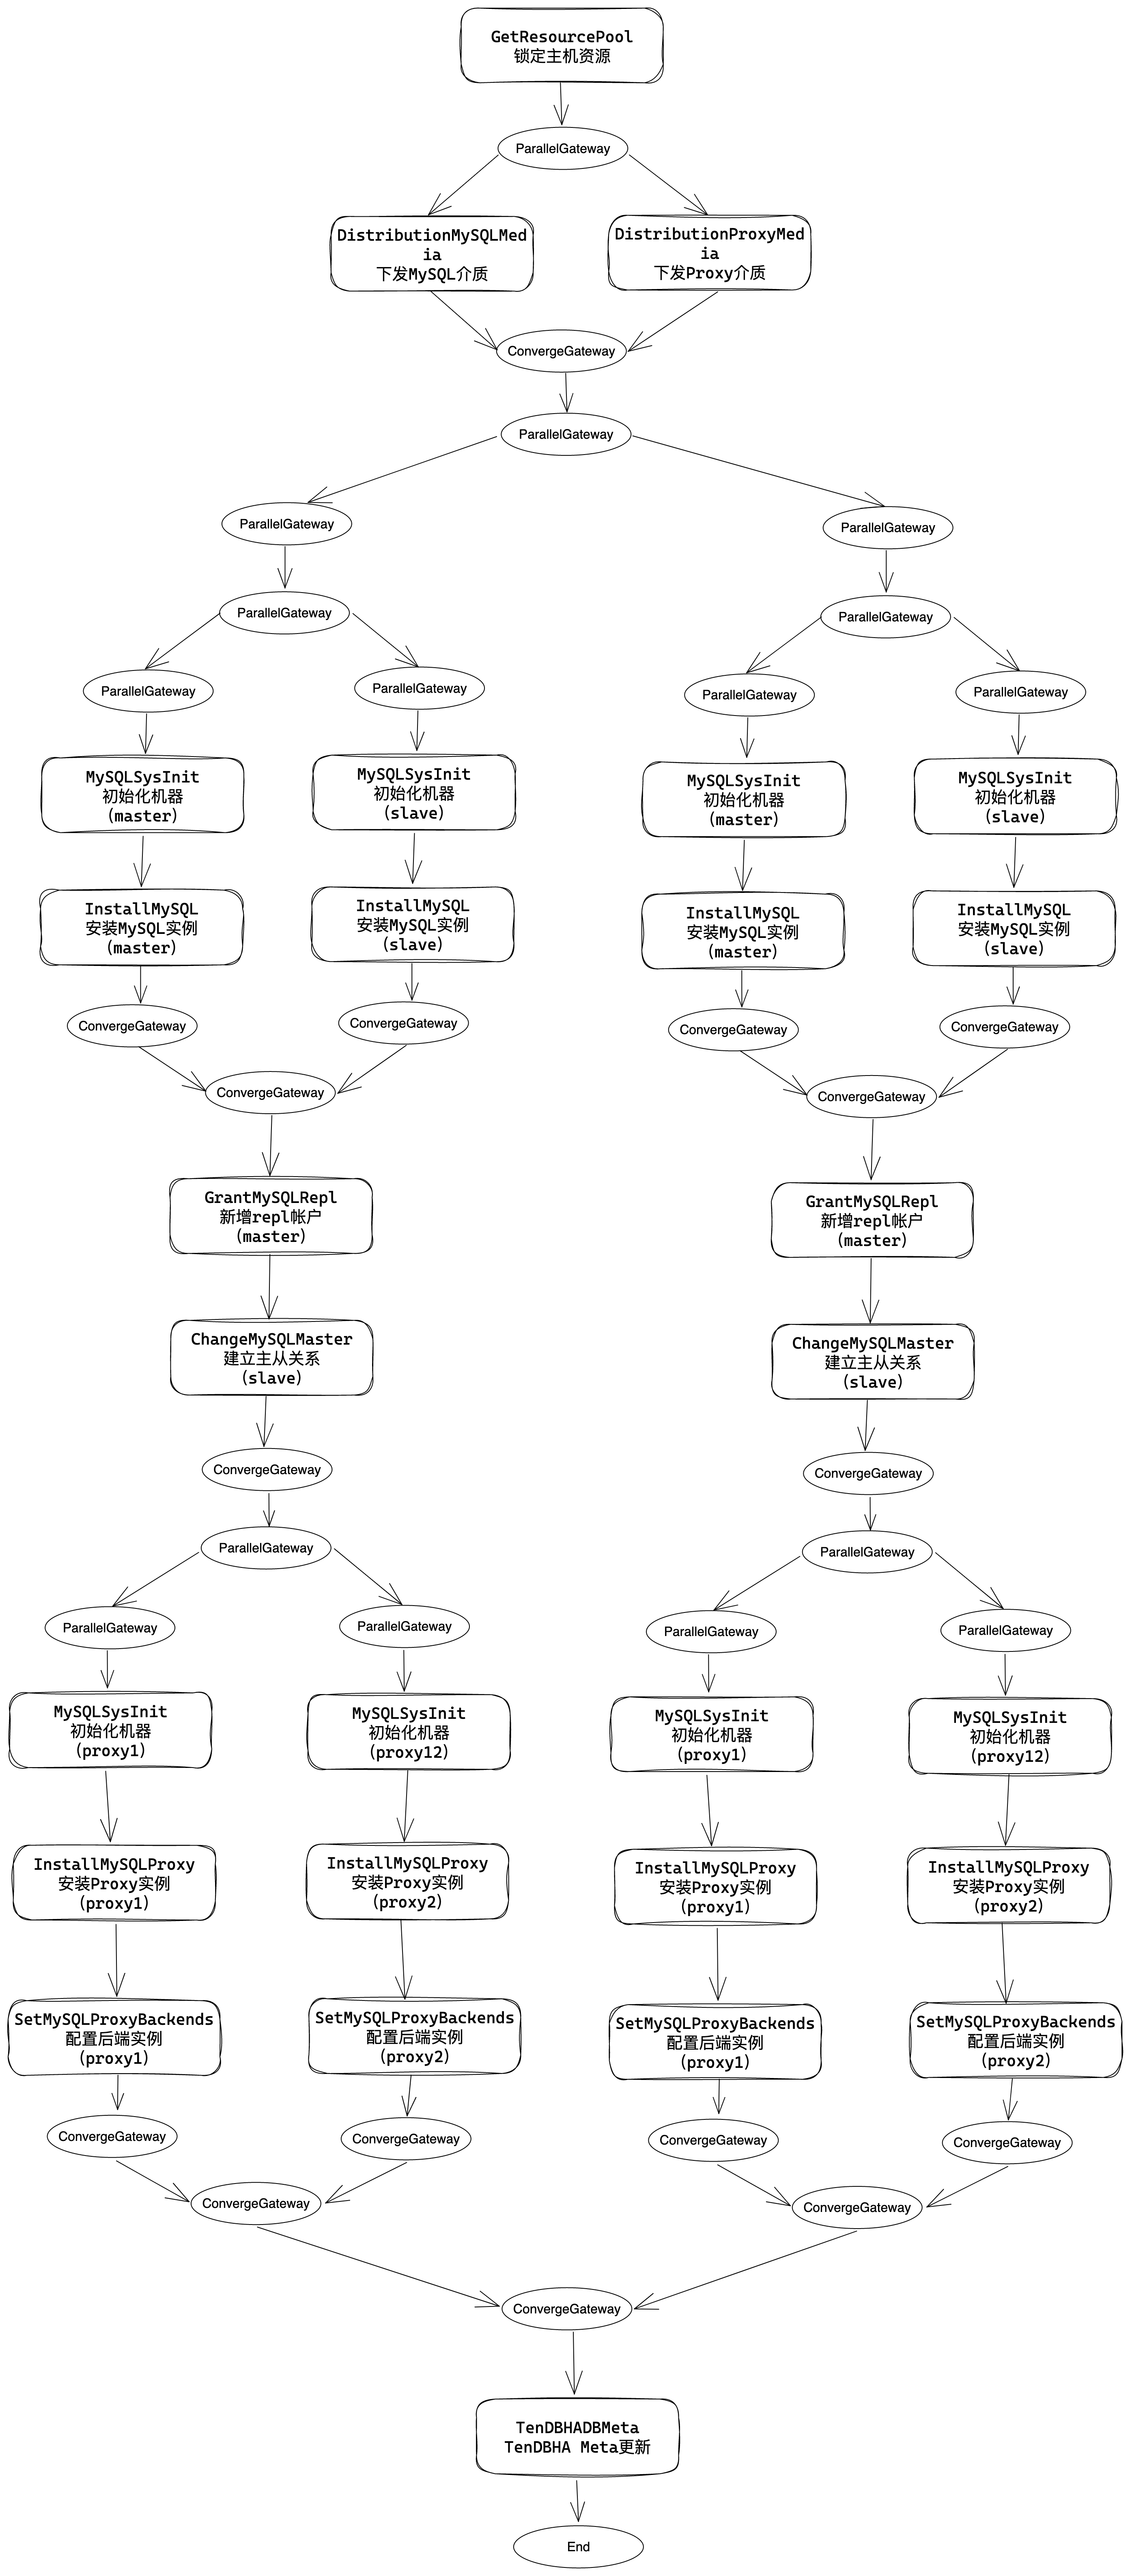 GetResourcePool
锁定主机资源
ParallelGateway
DistributionMySQLMed
ia
下发MySQL介质
DistributionProxyMed
ia
下发Proxy介质
ConvergeGateway
ParallelGateway
ParallelGateway
ParallelGateway
ParallelGateway
ParallelGateway
ParallelGateway
ParallelGateway
ParallelGateway
ParallelGateway
MySQLSysInit
初始化机器
(master)
MySQLSysInit
初始化机器
(slave)
MySQLSysInit
初始化机器
(master)
MySQLSysInit
初始化机器
(slave)
InstallMySQL
安装MySQL实例
(master)
InstallMySQL
安装MySQL实例
(slave)
InstallMySQL
安装MySQL实例
(master)
InstallMySQL
安装MySQL实例
(slave)
ConvergeGateway
ConvergeGateway
ConvergeGateway
ConvergeGateway
ConvergeGateway
ConvergeGateway
GrantMySQLRepl
新增repl帐户
(master)
GrantMySQLRepl
新增repl帐户
(master)
ChangeMySQLMaster
建立主从关系
(slave)
ChangeMySQLMaster
建立主从关系
(slave)
ConvergeGateway
ConvergeGateway
ParallelGateway
ParallelGateway
ParallelGateway
ParallelGateway
ParallelGateway
ParallelGateway
MySQLSysInit
初始化机器
(proxy1)
MySQLSysInit
初始化机器
(proxy12)
MySQLSysInit
初始化机器
(proxy1)
MySQLSysInit
初始化机器
(proxy12)
InstallMySQLProxy
安装Proxy实例
(proxy1)
InstallMySQLProxy
安装Proxy实例
(proxy2)
InstallMySQLProxy
安装Proxy实例
(proxy1)
InstallMySQLProxy
安装Proxy实例
(proxy2)
SetMySQLProxyBackends
配置后端实例
(proxy1)
SetMySQLProxyBackends
配置后端实例
(proxy2)
SetMySQLProxyBackends
配置后端实例
(proxy1)
SetMySQLProxyBackends
配置后端实例
(proxy2)
ConvergeGateway
ConvergeGateway
ConvergeGateway
ConvergeGateway
ConvergeGateway
ConvergeGateway
ConvergeGateway
TenDBHADBMeta
TenDBHA Meta更新
End